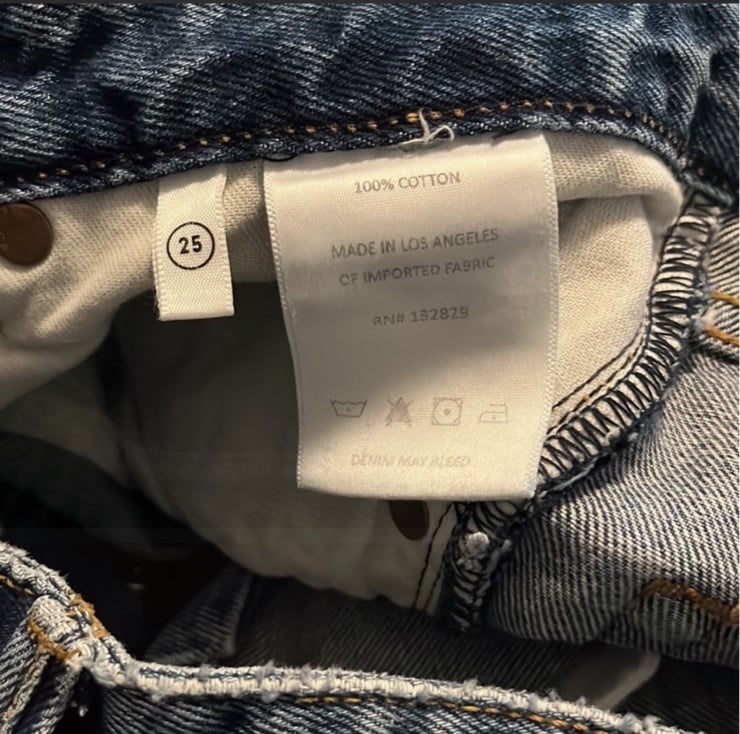 25
100% COTTON
MADE IN LOS ANGELES
OF IMPORTED FABRIC
RN# 132829
DENIM MAY BLEED